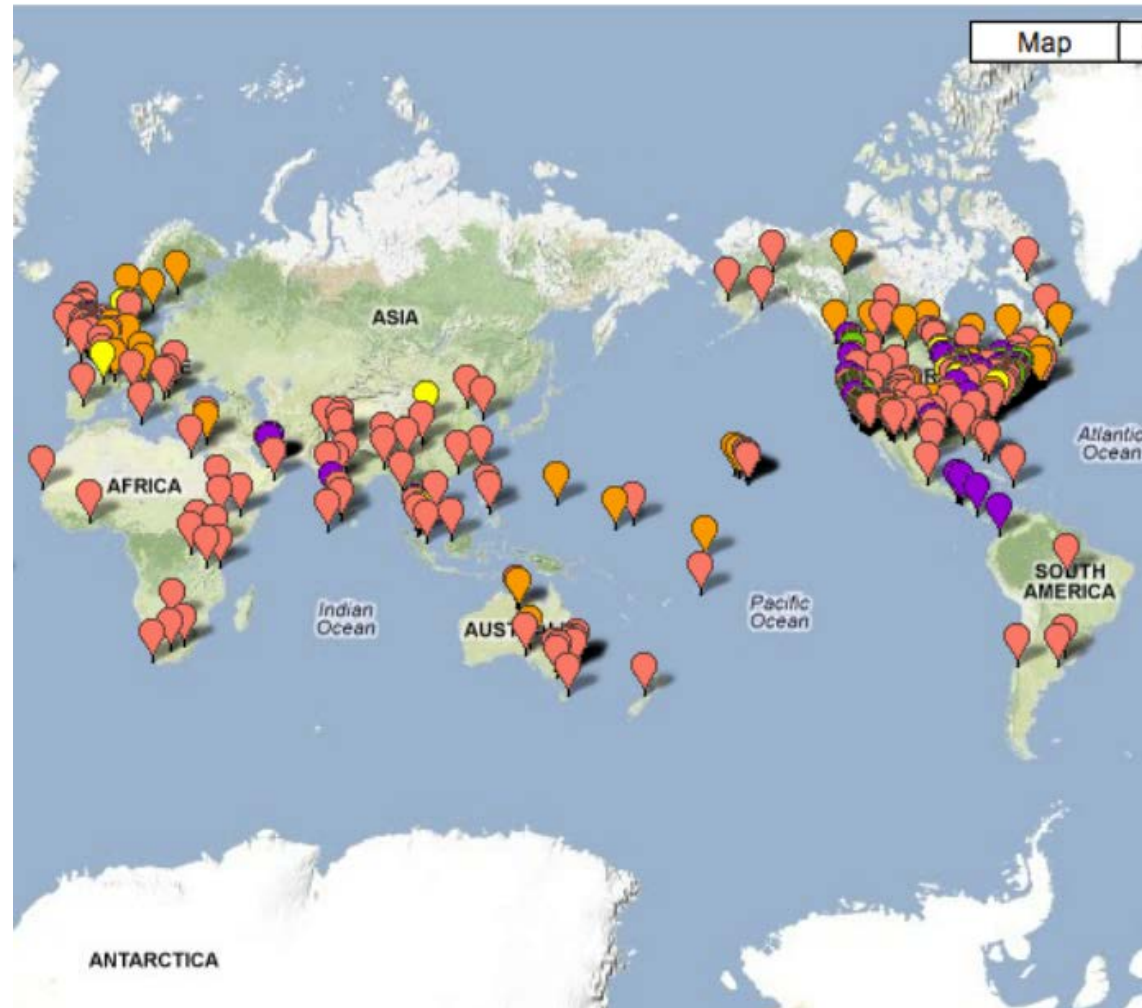 Map
ASIA
Atlantic
Ocean
AFRICA
SOUTH
AMERICA
Indian
Ocean
Pacific
Ocean
ANTARCTICA